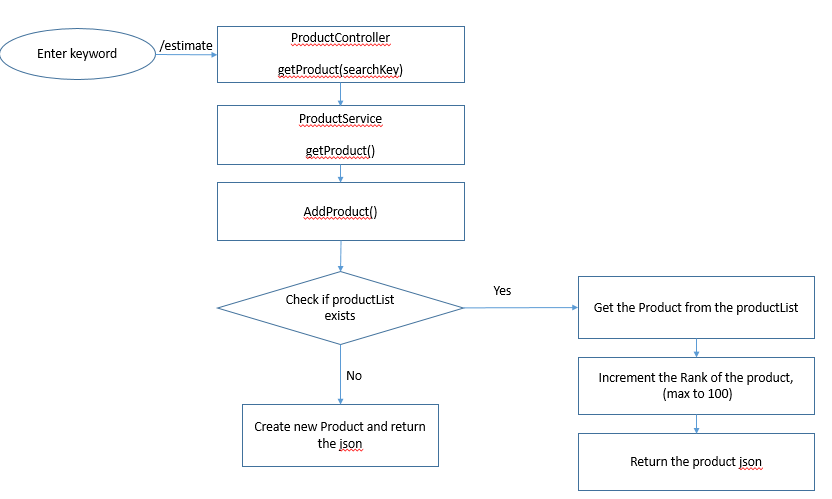 Enter keyword
/estimate
ProductController
getProduct(searchKey)
ProductService
getProduct()
AddProduct()
Check if productList
exists
Yes
Get the Product from the productList
Increment the Rank of the product,
(max to 100)
Return the product json
No
Create new Product and return
the json